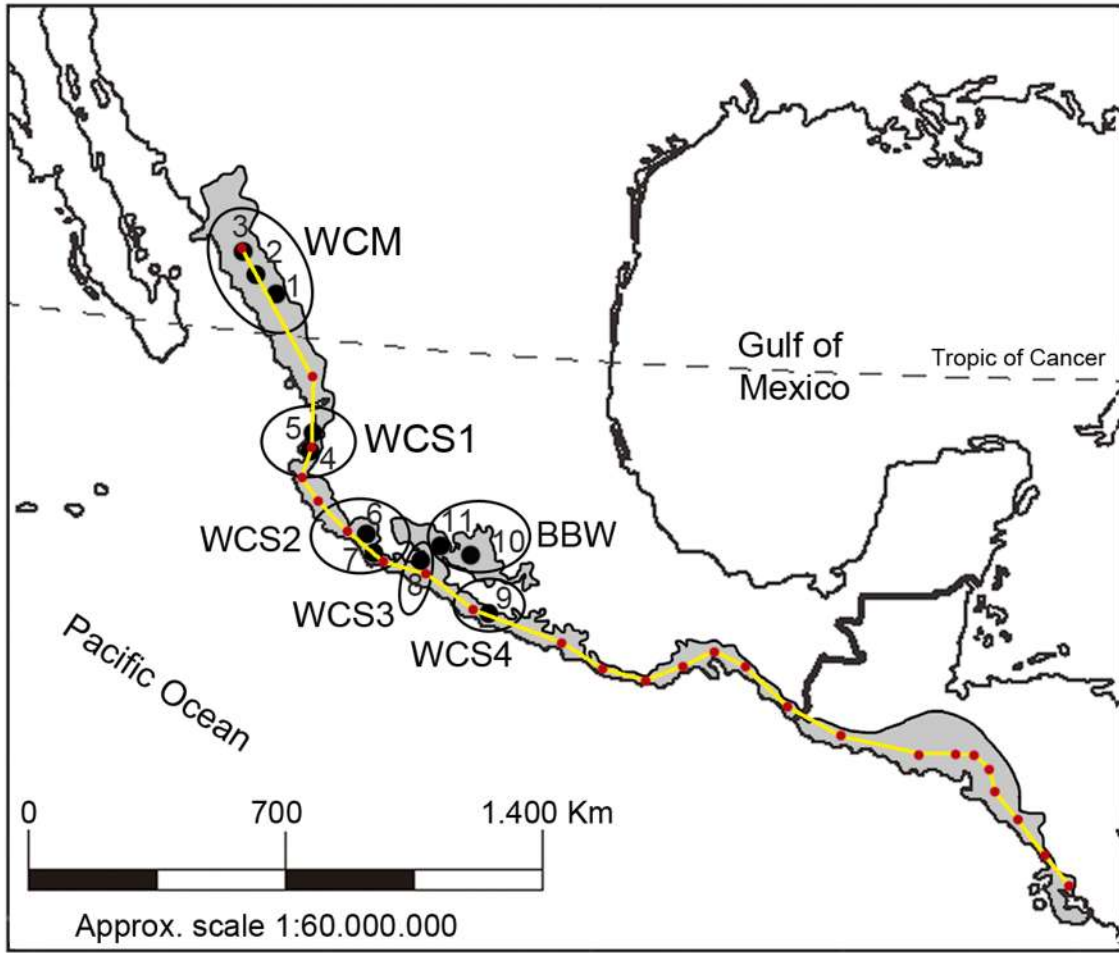 3
WCM
2
1
Gulf of
Mexico
Tropic of Cancer
5
WCS1
4
6
11
10
BBW
WCS2
7
8
9
WCS3
WCS4
Pacific Ocean
0
700
1.400 Km
Approx. scale 1:60.000.000